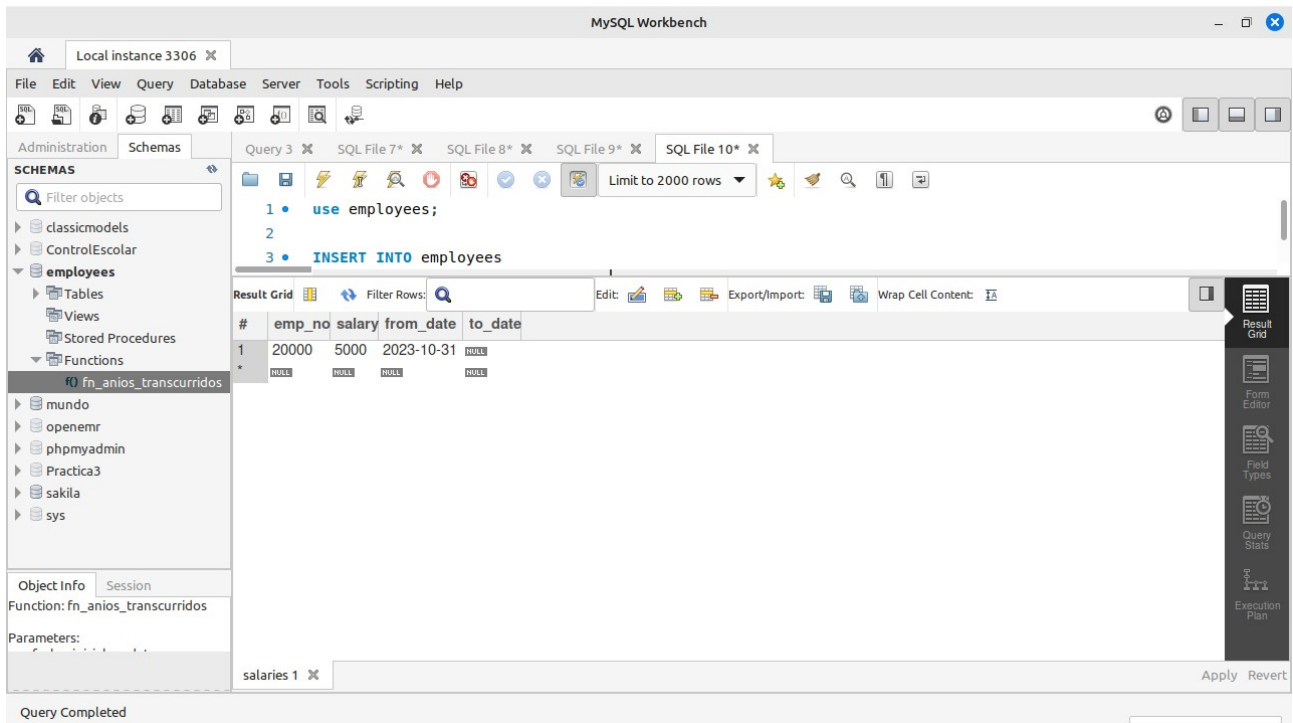 MySQL Workbench
Local instance 3306
File Edit View Query Database Server Tools Scripting Help
Administration Schemas
Query 3 SQL File 7* SQL File 8* SQL File 9* SQL File 10*
SCHEMAS
Limit to 2000 rows
Filter objects
1 use employees;
2
3 INSERT INTO employees
classicmodels
ControlEscolar
employees
Tables
Views
Stored Procedures
Functions
f() fn_anios_transcurridos
mundo
openemr
phpmyadmin
Practica3
sakila
sys
Result Grid Filter Rows: Edit: Export/Import: Wrap Cell Content:
# emp_no salary from_date to_date
1 20000 5000 2023-10-31 NULL
* NULL NULL NULL NULL
Result
Grid
Form
Editor
Field
Types
Query
Stats
Execution
Plan
Object Info Session
Function: fn_anios_transcurridos
Parameters:
salaries 1
Apply Revert
Query Completed